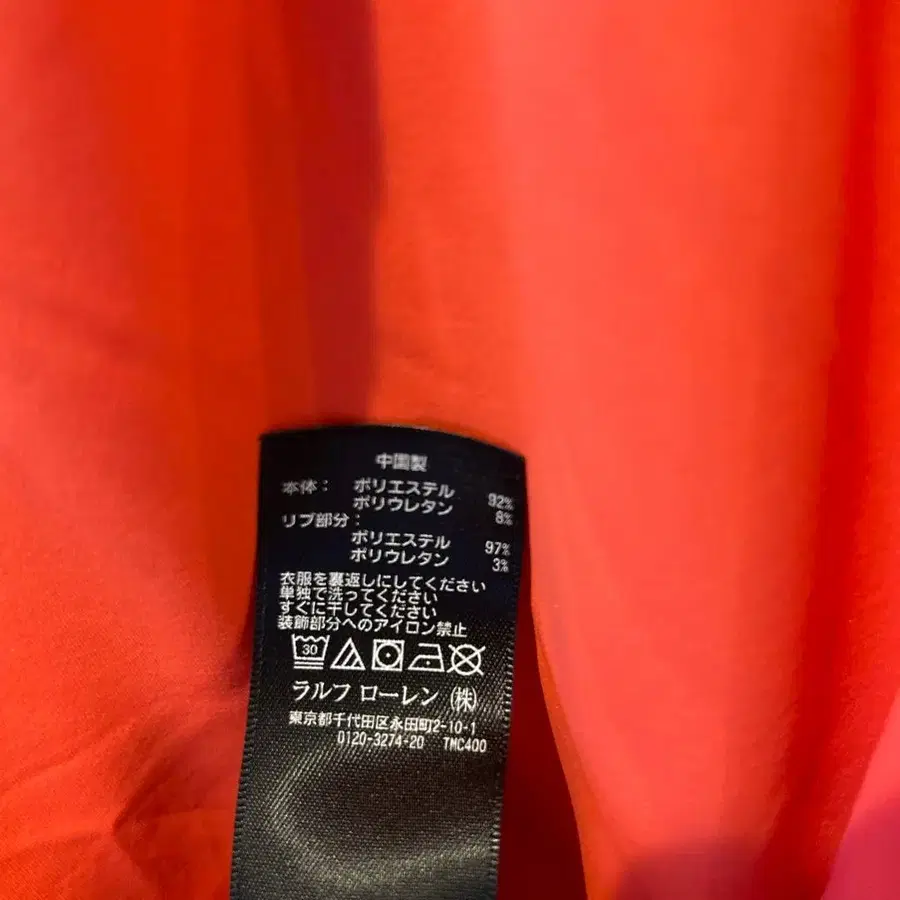 中国製
本体： ポリエステル 92%
ポリウレタン 8%
リブ部分：
ポリエステル 97%
ポリウレタン 3%
衣服を裏返しにしてください
単独で洗ってください
すぐに干してください
装飾部分へのアイロン禁止
30
ラルフ ローレン (株)
東京都千代田区永田町2-10-1
0120-3274-20 TMC400